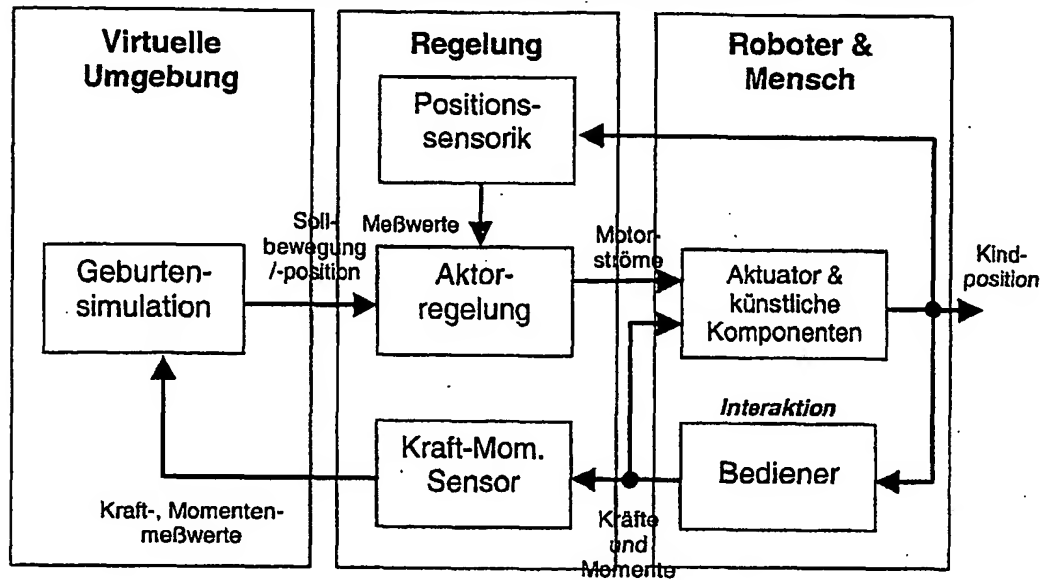 Virtuelle
Umgebung
Regelung
Roboter &
Mensch
Positions-
sensorik
Soll-
bewegung
/-position
Meßwerte
Motor-
ströme
Kind-
position
Geburten-
simulation
Aktor-
regelung
Aktuator &
künstliche
Komponenten
Interaktion
Kraft-Mom.
Sensor
Bediener
Kraft-, Momenten-
meßwerte
Kräfte
und
Momente